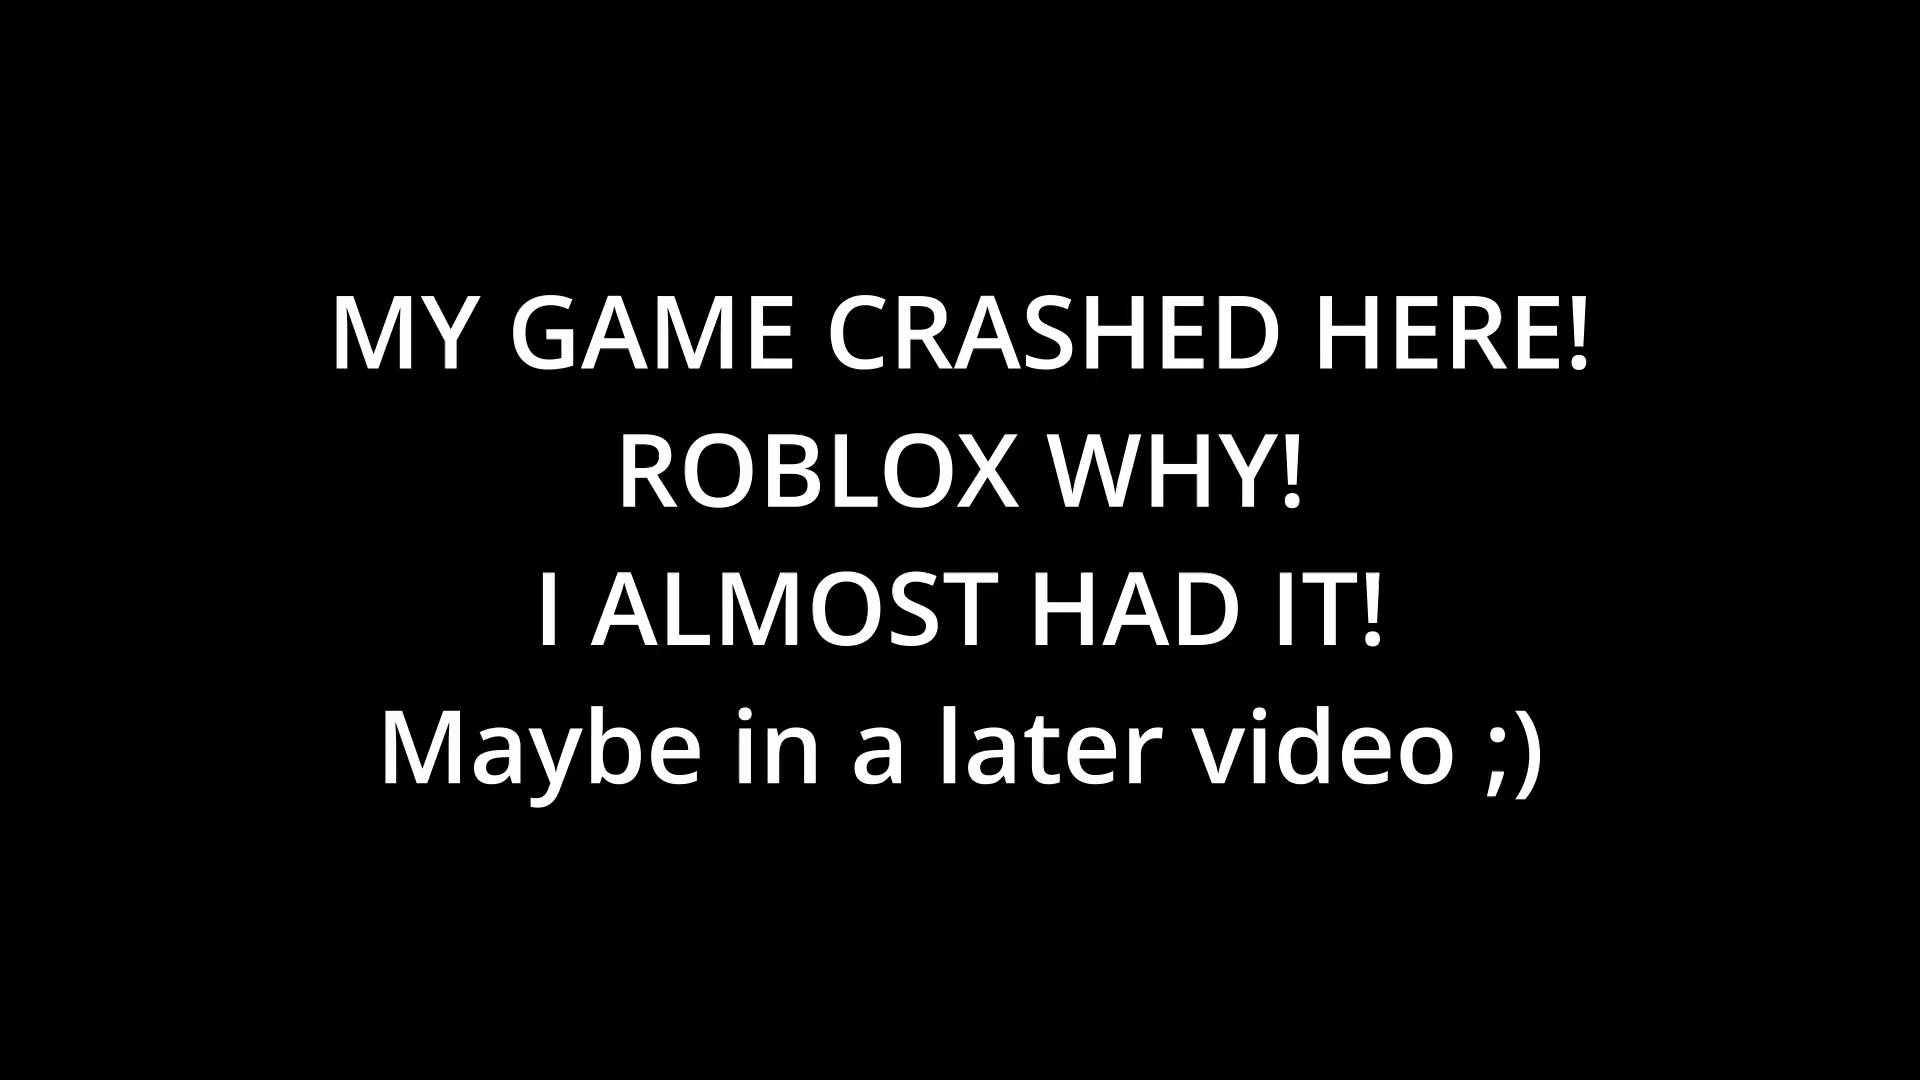 MY GAME CRASHED HERE!
ROBLOX WHY!
I ALMOST HAD IT!
Maybe in a later video ;)